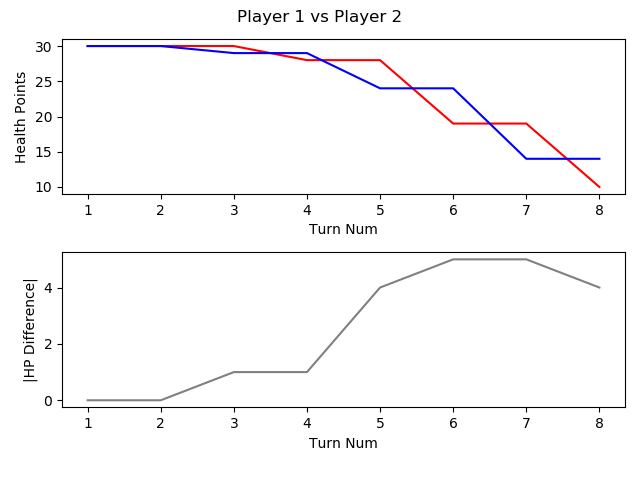 Player 1 vs Player 2
30
25
20
15
10
Health Points
1 2 3 4 5 6 7 8
Turn Num
4
2
0
|HP Difference|
1 2 3 4 5 6 7 8
Turn Num